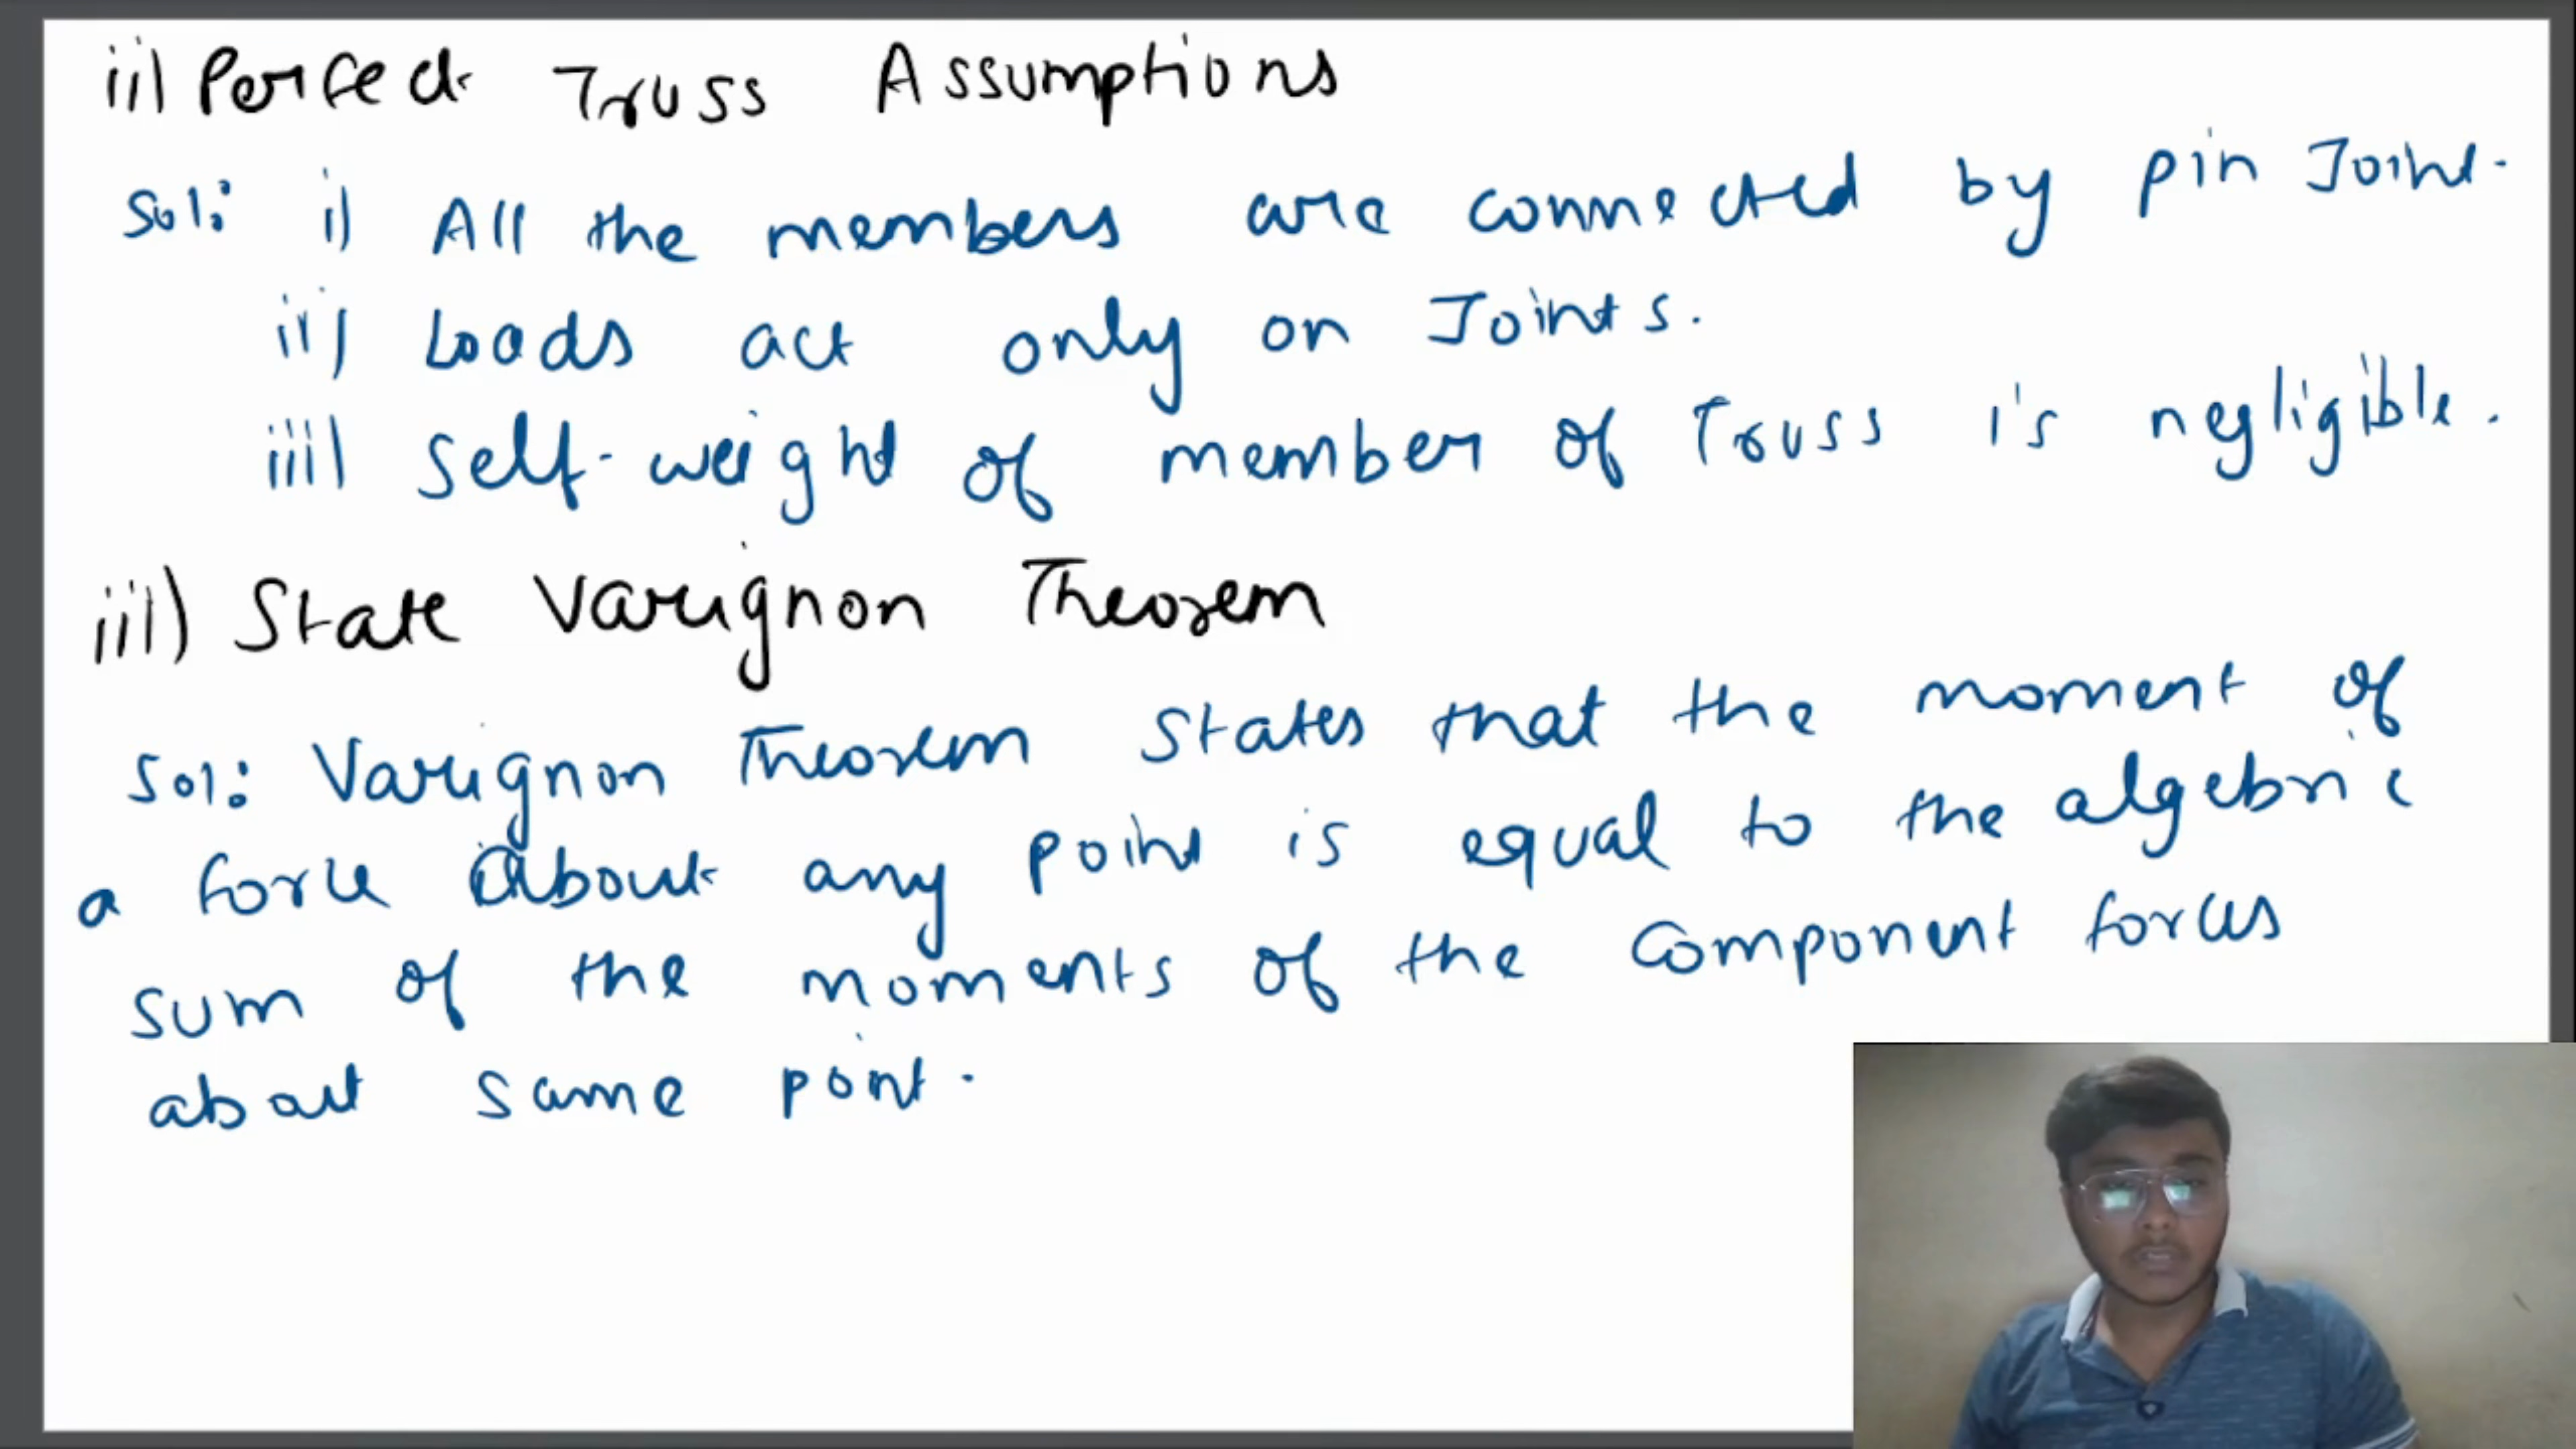 ii) Perfect Truss Assumptions
Sol: i) All the members are connected by pin Joint.
ii) Loads act only on Joints.
iii) Self-weight of member of Truss is negligible.
iii) State Varignon Theorem
Sol: Varignon Theorem states that the moment of
a force about any point is equal to the algebric
sum of the moments of the component forces
about same point.